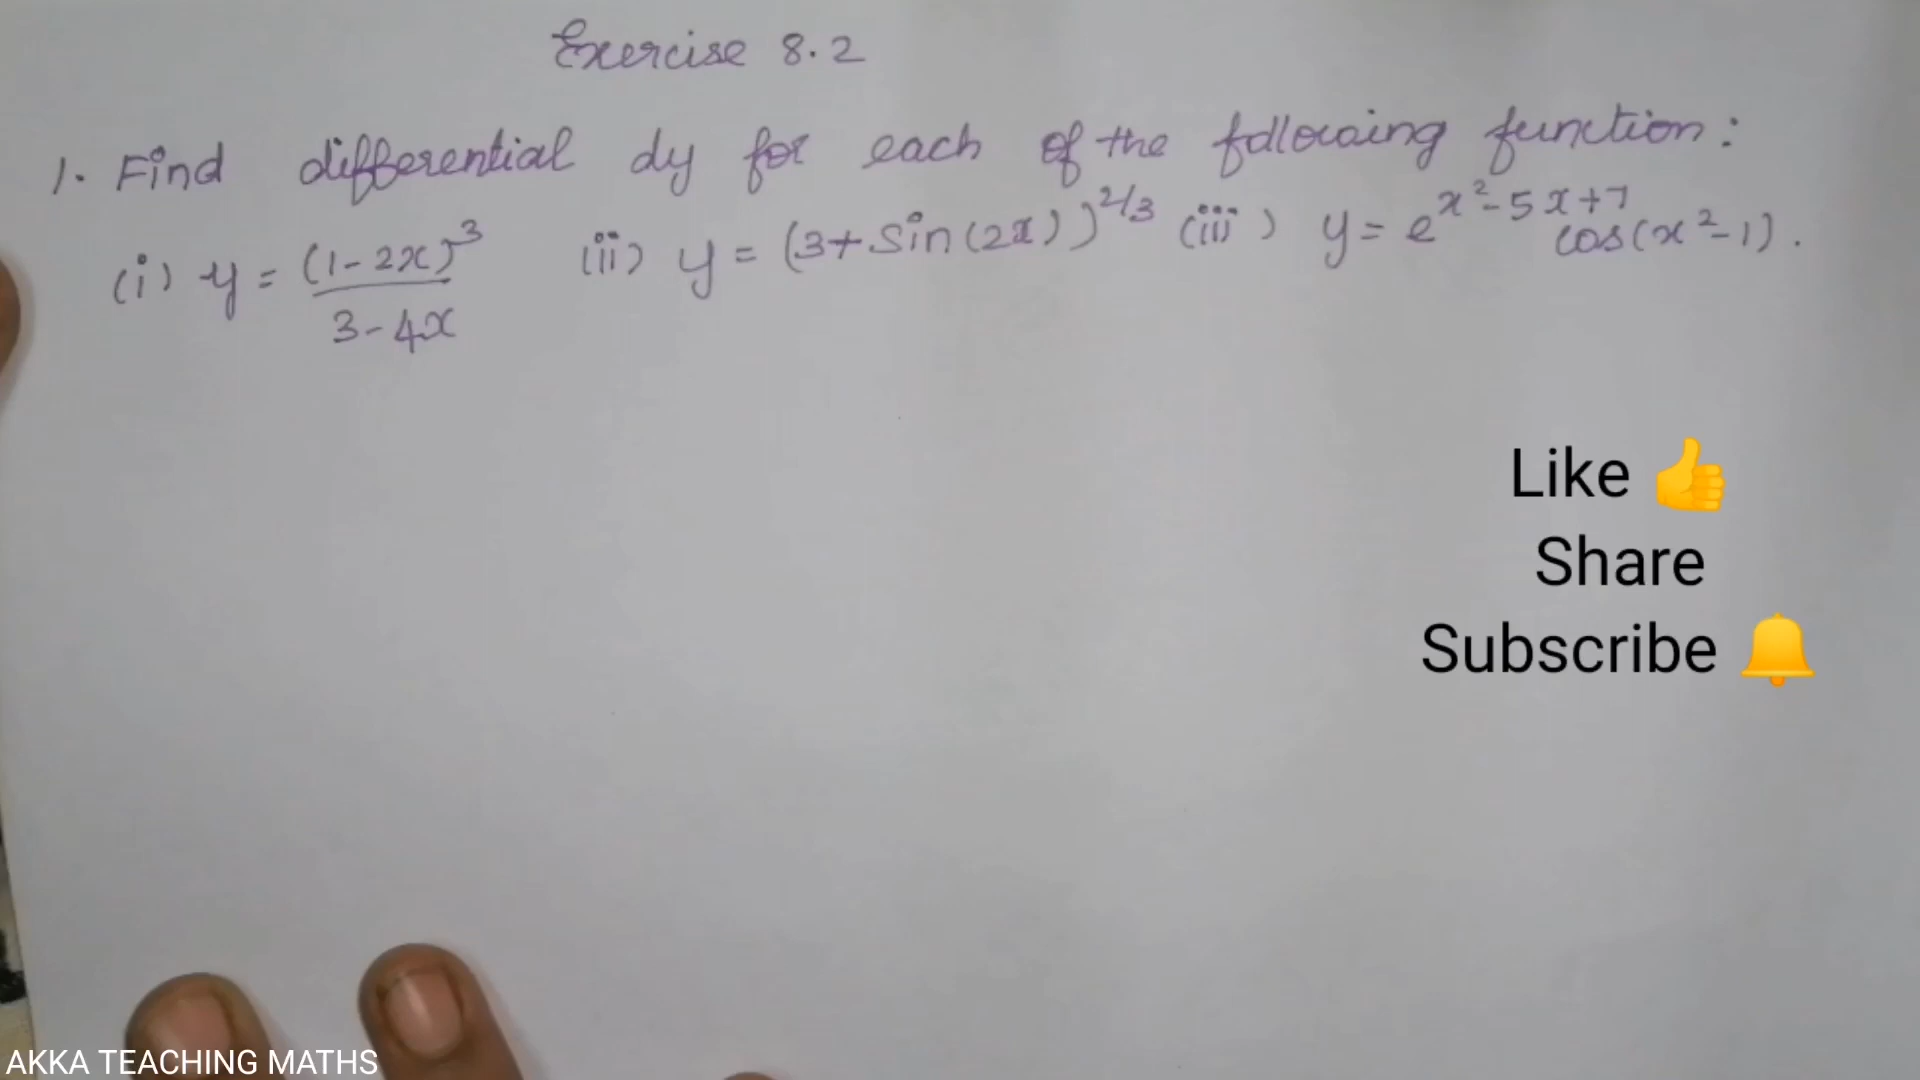 Exercise 8.2
1. Find differential dy for each of the following function:
(i) y = (1-2x)^3 / 3-4x (ii) y = (3+sin(2x))^2/3 (iii) y = e^x^2-5x+7 cos(x^2-1).
Like 👍
Share
Subscribe 🔔
AKKA TEACHING MATHS